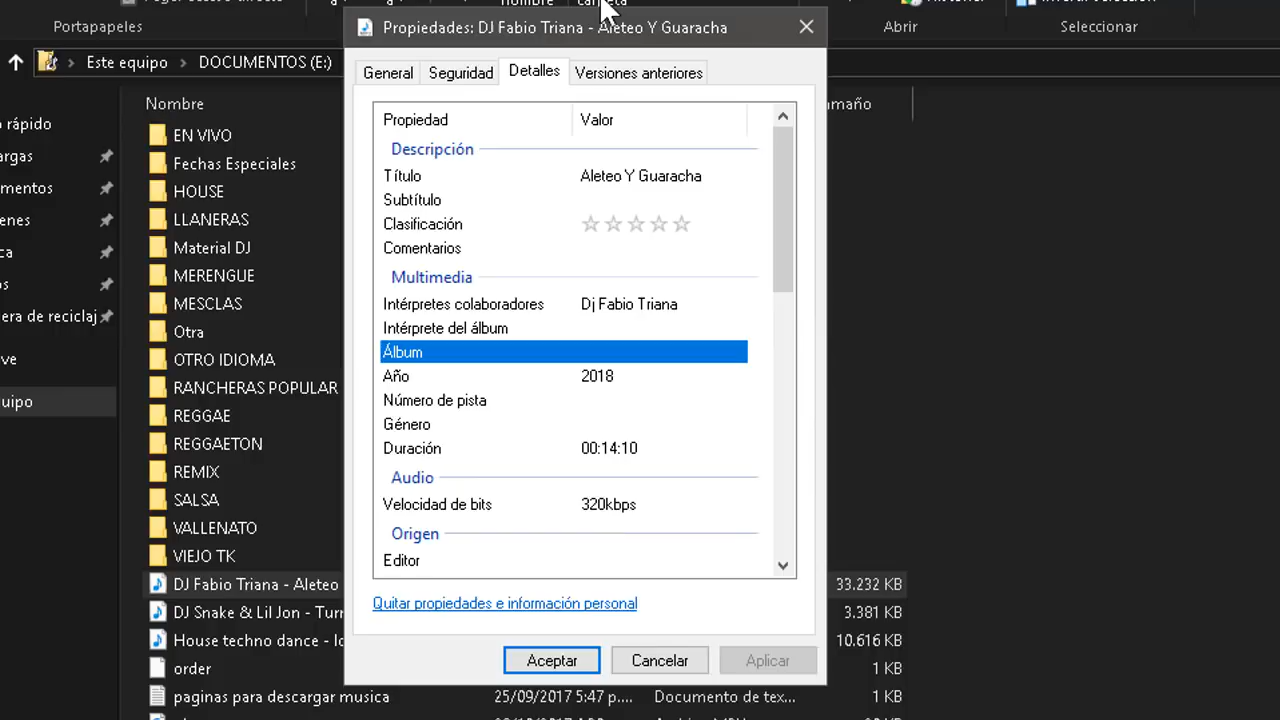 Portapapeles
Abrir
Seleccionar
Propiedades: DJ Fabio Triana - Aleteo Y Guaracha
Este equipo > DOCUMENTOS (E:)
General
Seguridad
Detalles
Versiones anteriores
Nombre
EN VIVO
Fechas Especiales
HOUSE
LLANERAS
Material DJ
MERENGUE
MESCLAS
Otra
OTRO IDIOMA
RANCHERAS POPULAR
REGGAE
REGGAETON
REMIX
SALSA
VALLENATO
VIEJO TK
DJ Fabio Triana - Aleteo
33.232 KB
DJ Snake & Lil Jon - Turn
3.381 KB
House techno dance - lo
10.616 KB
order
1 KB
paginas para descargar musica
25/09/2017 5:47 p....
Documento de tex...
1 KB
o rápido
argas
mentos
enes
ca
os
era de reciclaj
ve
uipo
amaño
Propiedad Valor
Descripción
Título Aleteo Y Guaracha
Subtítulo
Clasificación
Comentarios
Multimedia
Intérpretes colaboradores Dj Fabio Triana
Intérprete del álbum
Álbum
Año 2018
Número de pista
Género
Duración 00:14:10
Audio
Velocidad de bits 320kbps
Origen
Editor
Quitar propiedades e información personal
Aceptar
Cancelar
Aplicar